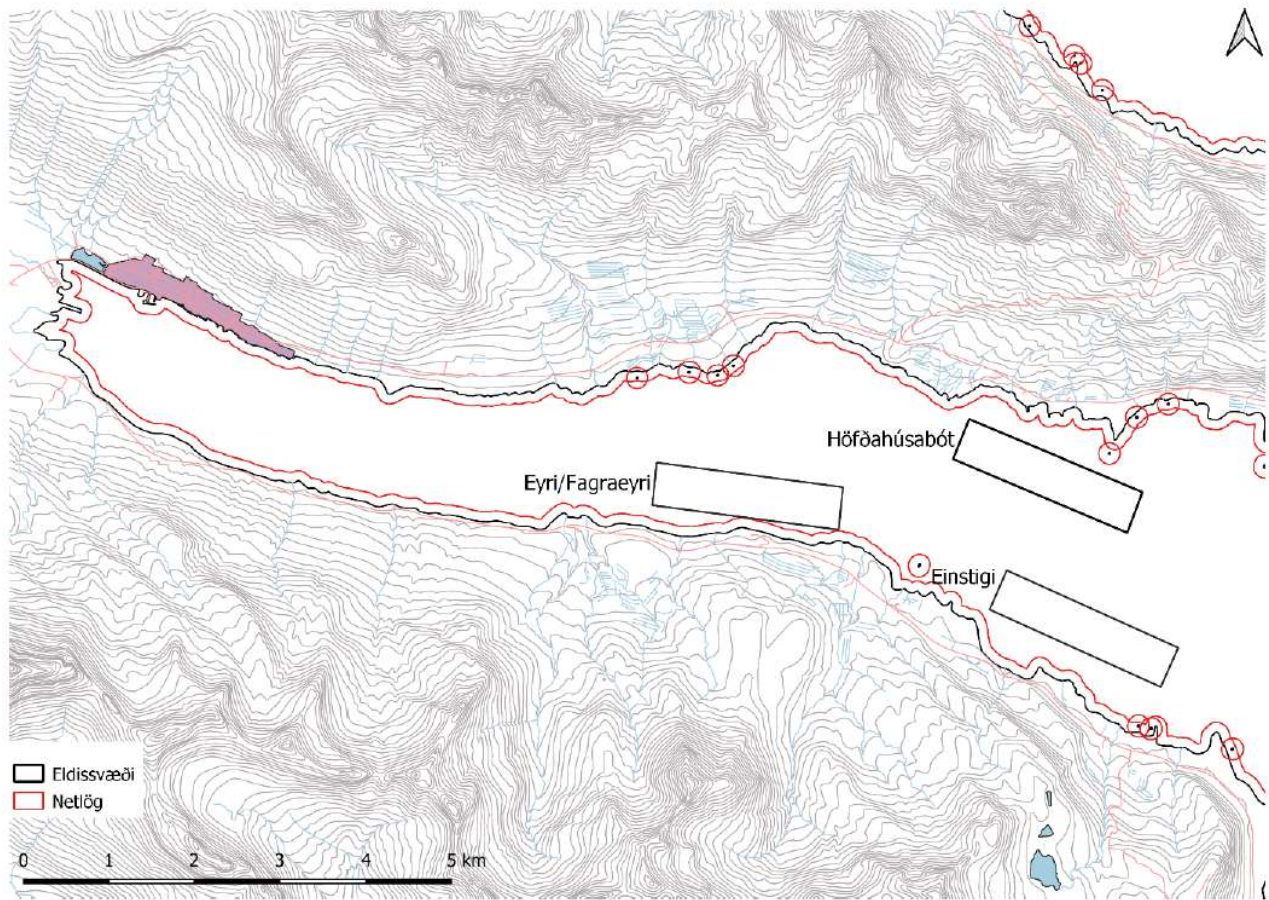 Höfðahúsabót
Eyri/Fagraeyri
Einstigi
Eldissvæði
Netlög
0 1 2 3 4 5 km